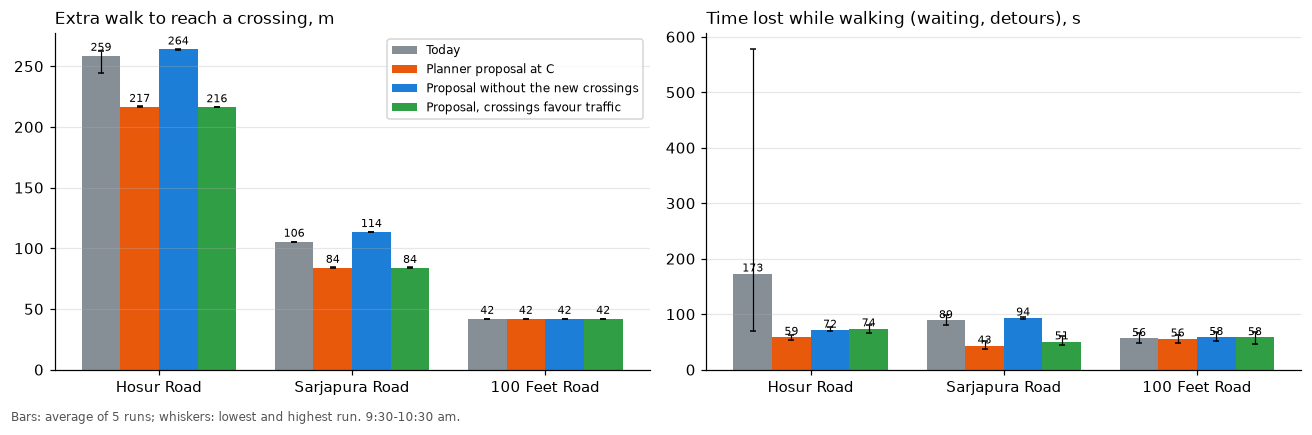 Extra walk to reach a crossing, m
259
264
217
216
106
84
114
84
42
42
42
42
Today
Planner proposal at C
Proposal without the new crossings
Proposal, crossings favour traffic
250
200
150
100
50
0
Hosur Road
Sarjapura Road
100 Feet Road
Time lost while walking (waiting, detours), s
600
500
400
300
200
100
0
173
59
72
74
89
43
94
51
56
56
58
58
Hosur Road
Sarjapura Road
100 Feet Road
Bars: average of 5 runs; whiskers: lowest and highest run. 9:30-10:30 am.